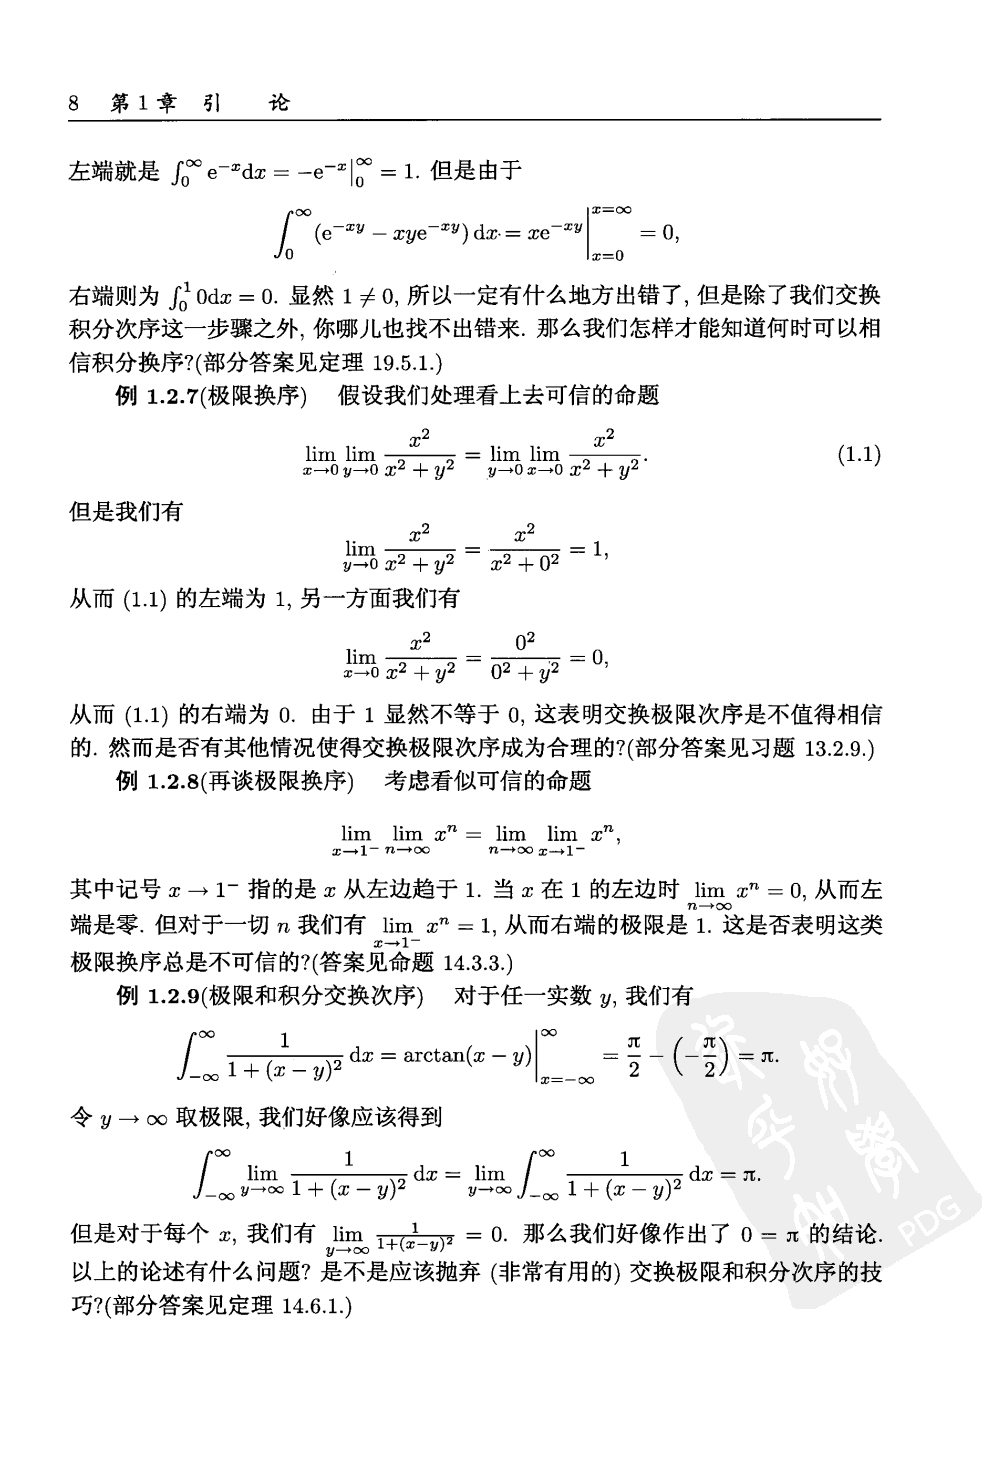 8 第1章 引 论
左端就是 $\int_0^\infty \mathrm{e}^{-x}\mathrm{d}x = -\mathrm{e}^{-x}\big|_0^\infty = 1$. 但是由于
$$\int_0^\infty (\mathrm{e}^{-xy} - xy\mathrm{e}^{-xy})\,\mathrm{d}x = x\mathrm{e}^{-xy}\Big|_{x=0}^{x=\infty} = 0,$$
右端则为 $\int_0^1 0\mathrm{d}x = 0$. 显然 $1 \neq 0$, 所以一定有什么地方出错了, 但是除了我们交换
积分次序这一步骤之外, 你哪儿也找不出错来. 那么我们怎样才能知道何时可以相
信积分换序?(部分答案见定理 19.5.1.)
例 1.2.7(极限换序) 假设我们处理看上去可信的命题
$$\lim_{x\to 0}\lim_{y\to 0}\frac{x^2}{x^2+y^2} = \lim_{y\to 0}\lim_{x\to 0}\frac{x^2}{x^2+y^2}. \quad (1.1)$$
但是我们有
$$\lim_{y\to 0}\frac{x^2}{x^2+y^2} = \frac{x^2}{x^2+0^2} = 1,$$
从而 (1.1) 的左端为 1, 另一方面我们有
$$\lim_{x\to 0}\frac{x^2}{x^2+y^2} = \frac{0^2}{0^2+y^2} = 0,$$
从而 (1.1) 的右端为 0. 由于 1 显然不等于 0, 这表明交换极限次序是不值得相信
的. 然而是否有其他情况使得交换极限次序成为合理的?(部分答案见习题 13.2.9.)
例 1.2.8(再谈极限换序) 考虑看似可信的命题
$$\lim_{x\to 1^-}\lim_{n\to\infty} x^n = \lim_{n\to\infty}\lim_{x\to 1^-} x^n,$$
其中记号 $x \to 1^-$ 指的是 $x$ 从左边趋于 1. 当 $x$ 在 1 的左边时 $\lim_{n\to\infty} x^n = 0$, 从而左
端是零. 但对于一切 $n$ 我们有 $\lim_{x\to 1^-} x^n = 1$, 从而右端的极限是 1. 这是否表明这类
极限换序总是不可信的?(答案见命题 14.3.3.)
例 1.2.9(极限和积分交换次序) 对于任一实数 $y$, 我们有
$$\int_{-\infty}^{\infty}\frac{1}{1+(x-y)^2}\,\mathrm{d}x = \arctan(x-y)\Big|_{x=-\infty}^{\infty} = \frac{\pi}{2} - \left(-\frac{\pi}{2}\right) = \pi.$$
令 $y \to \infty$ 取极限, 我们好像应该得到
$$\int_{-\infty}^{\infty}\lim_{y\to\infty}\frac{1}{1+(x-y)^2}\,\mathrm{d}x = \lim_{y\to\infty}\int_{-\infty}^{\infty}\frac{1}{1+(x-y)^2}\,\mathrm{d}x = \pi.$$
但是对于每个 $x$, 我们有 $\lim_{y\to\infty}\frac{1}{1+(x-y)^2} = 0$. 那么我们好像作出了 $0 = \pi$ 的结论.
以上的论述有什么问题? 是不是应该抛弃 (非常有用的) 交换极限和积分次序的技
巧?(部分答案见定理 14.6.1.)
PDG